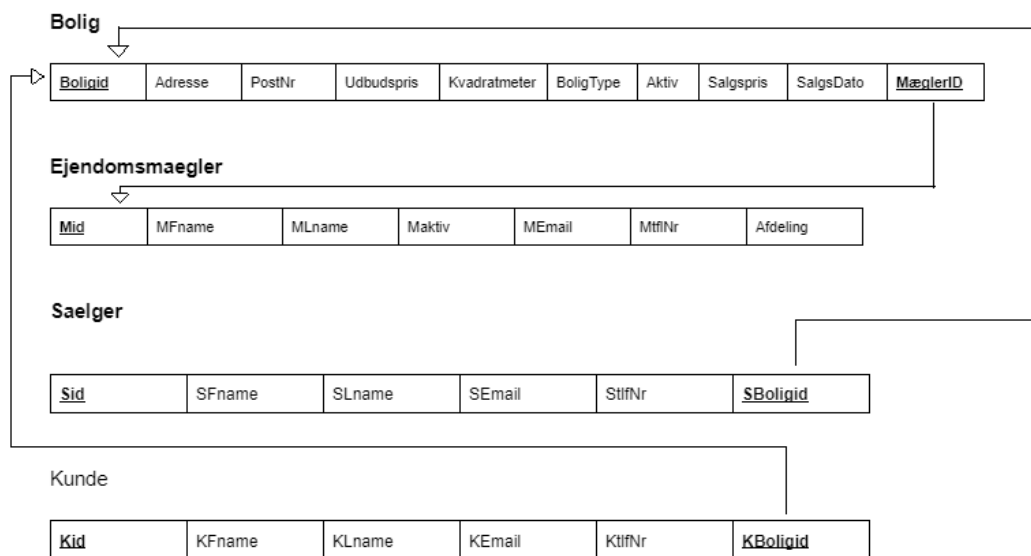 Bolig
Boligid Adresse PostNr Udbudspris Kvadratmeter BoligType Aktiv Salgspris SalgsDato MæglerID
Ejendomsmaegler
Mid MFname MLname Maktiv MEmail MtflNr Afdeling
Saelger
Sid SFname SLname SEmail StlfNr SBoligid
Kunde
Kid KFname KLname KEmail KtlfNr KBoligid